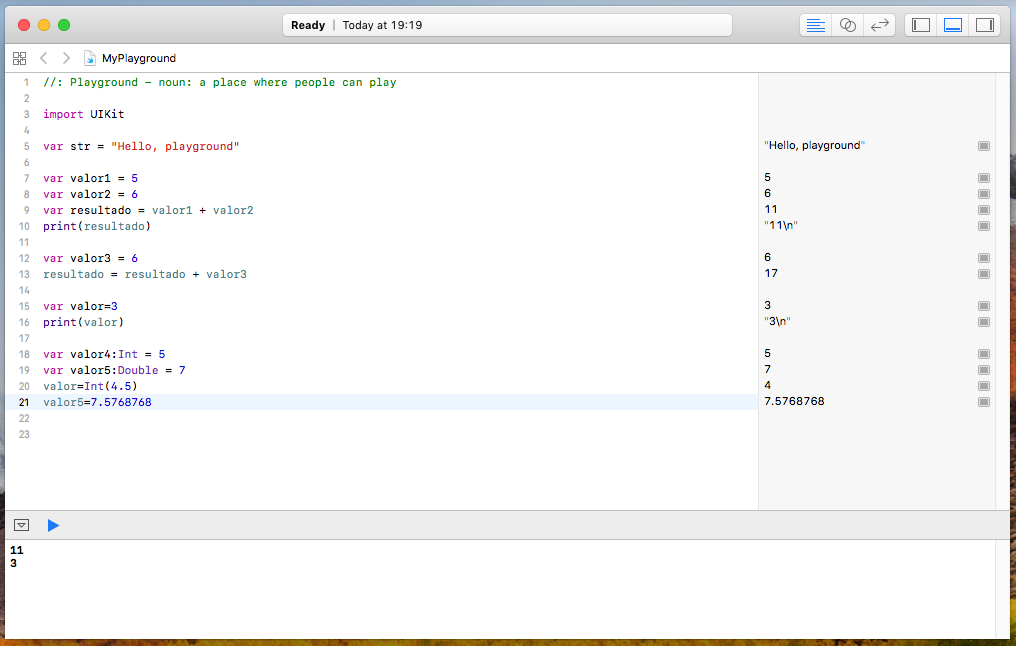 Ready | Today at 19:19
MyPlayground
1 //: Playground - noun: a place where people can play
2
3 import UIKit
4
5 var str = "Hello, playground" "Hello, playground"
6
7 var valor1 = 5 5
8 var valor2 = 6 6
9 var resultado = valor1 + valor2 11
10 print(resultado) "11\n"
11
12 var valor3 = 6 6
13 resultado = resultado + valor3 17
14
15 var valor=3 3
16 print(valor) "3\n"
17
18 var valor4:Int = 5 5
19 var valor5:Double = 7 7
20 valor=Int(4.5) 4
21 valor5=7.5768768 7.5768768
22
23
11
3